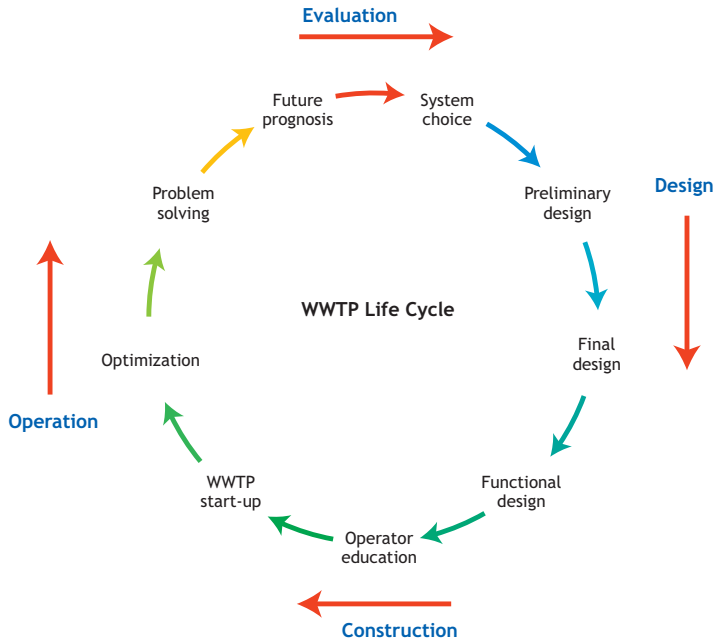 Evaluation
Future
prognosis
System
choice
Problem
solving
Preliminary
design
Design
WWTP Life Cycle
Optimization
Final
design
Operation
WWTP
start-up
Functional
design
Operator
education
Construction